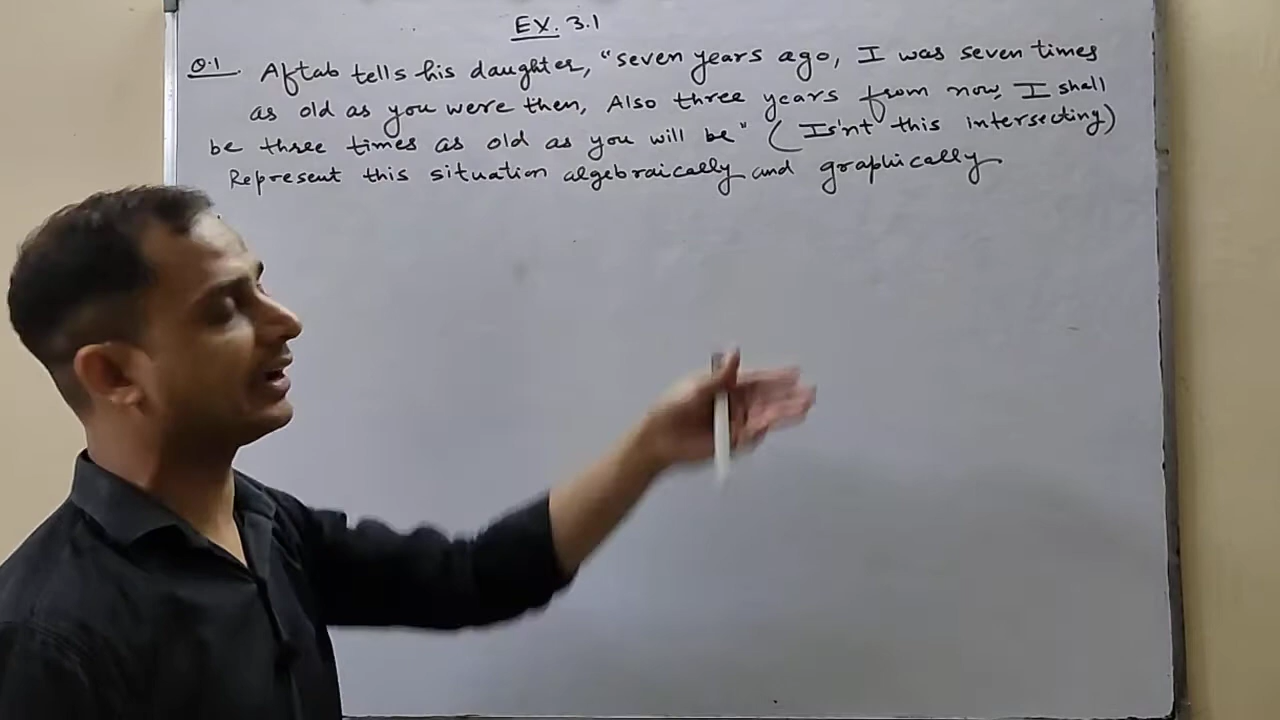 EX. 3.1
Q.1 Aftab tells his daughter, "seven years ago, I was seven times
as old as you were then, Also three years from now, I shall
be three times as old as you will be" (Isn't this intersecting)
Represent this situation algebraically and graphically